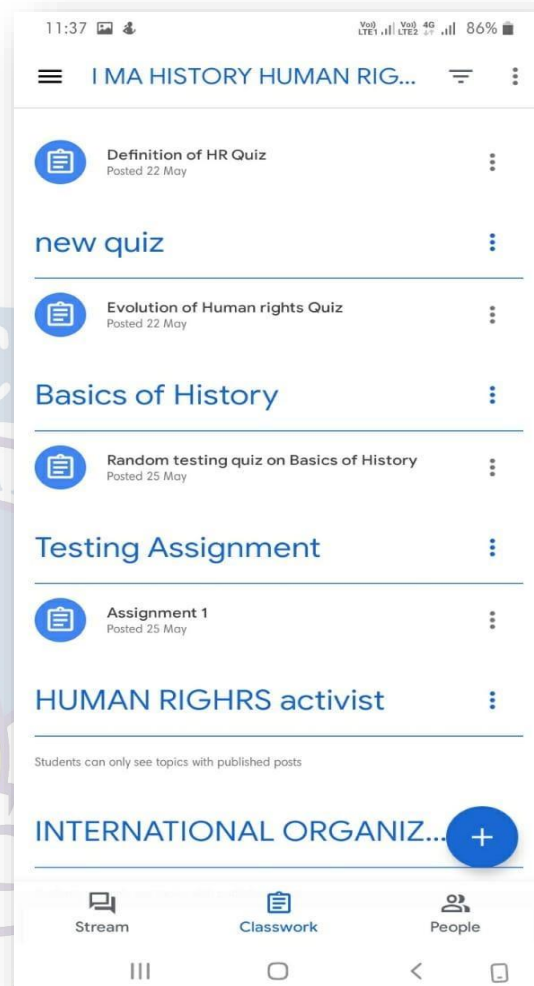 11:37 VoLTE1 VoLTE2 4G 86%
I MA HISTORY HUMAN RIG...
Definition of HR Quiz
Posted 22 May
new quiz
Evolution of Human rights Quiz
Posted 22 May
Basics of History
Random testing quiz on Basics of History
Posted 25 May
Testing Assignment
Assignment 1
Posted 25 May
HUMAN RIGHRS activist
Students can only see topics with published posts
INTERNATIONAL ORGANIZ...
Stream Classwork People